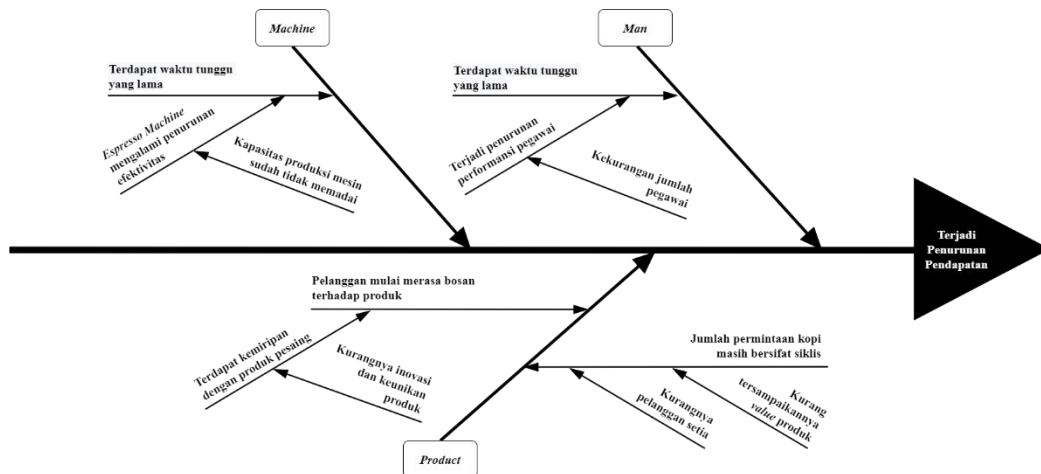 Machine
Man
Terdapat waktu tunggu
yang lama
Espresso Machine
mengalami penurunan
efektivitas
Kapasitas produksi mesin
sudah tidak memadai
Terdapat waktu tunggu
yang lama
Terjadi penurunan
performansi pegawai
Kekurangan jumlah
pegawai
Terjadi
Penurunan
Pendapatan
Pelanggan mulai merasa bosan
terhadap produk
Terdapat kemiripan
dengan produk pesaing
Kurangnya inovasi
dan keunikan
produk
Jumlah permintaan kopi
masih bersifat siklis
Kurangnya
pelanggan setia
Kurang
tersampaikannya
value produk
Product